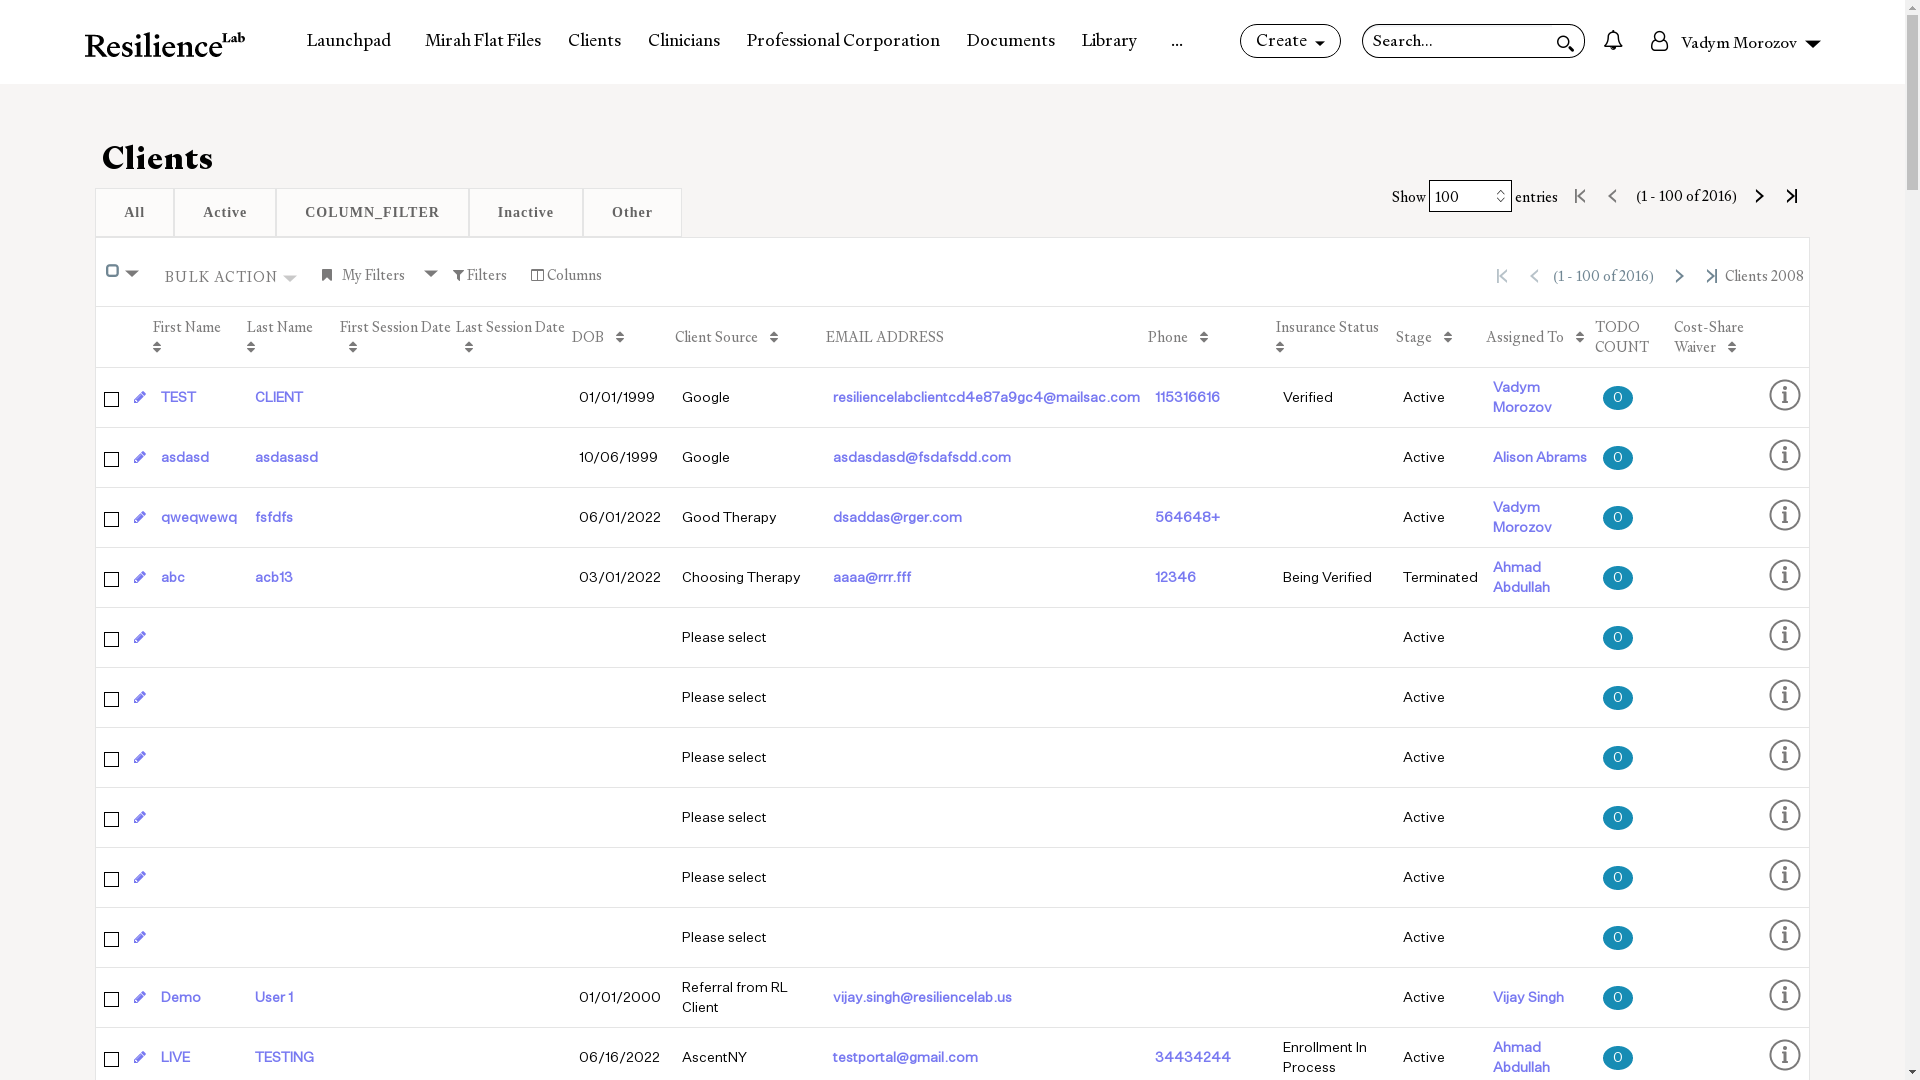 ResilienceLab
Launchpad Mirah Flat Files Clients Clinicians Professional Corporation Documents Library ... Create Search... Vadym Morozov
Clients
All Active COLUMN_FILTER Inactive Other
Show 100 entries (1 - 100 of 2016)
BULK ACTION My Filters Filters Columns (1 - 100 of 2016) Clients 2008
First Name Last Name First Session Date Last Session Date DOB Client Source EMAIL ADDRESS Phone Insurance Status Stage Assigned To TODO COUNT Cost-Share Waiver
TEST CLIENT 01/01/1999 Google resiliencelabclientcd4e87a9gc4@mailsac.com 115316616 Verified Active Vadym Morozov 0
asdasd asdasasd 10/06/1999 Google asdasdasd@fsdafsdd.com Active Alison Abrams 0
qweqwewq fsfdfs 06/01/2022 Good Therapy dsaddas@rger.com 564648+ Active Vadym Morozov 0
abc acb13 03/01/2022 Choosing Therapy aaaa@rrr.fff 12346 Being Verified Terminated Ahmad Abdullah 0
Please select Active 0
Please select Active 0
Please select Active 0
Please select Active 0
Please select Active 0
Please select Active 0
Demo User 1 01/01/2000 Referral from RL Client vijay.singh@resiliencelab.us Active Vijay Singh 0
LIVE TESTING 06/16/2022 AscentNY testportal@gmail.com 34434244 Enrollment In Process Active Ahmad Abdullah 0